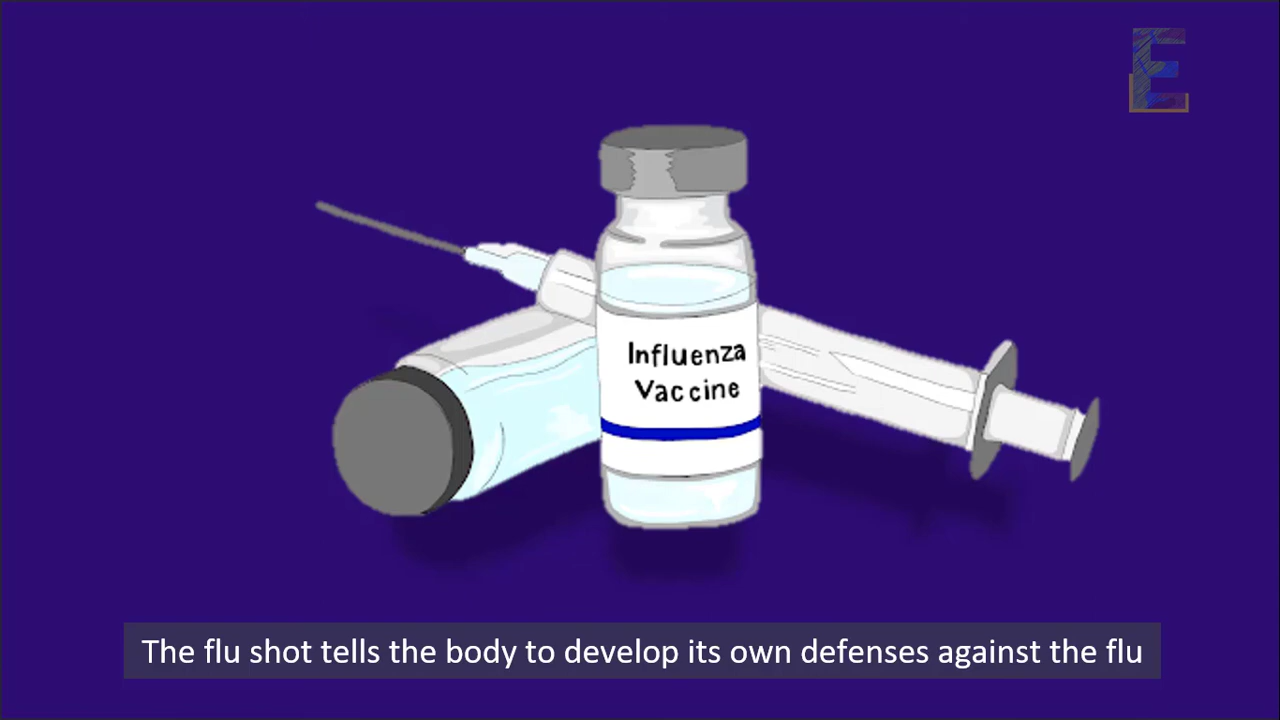 E
Influenza
Vaccine
The flu shot tells the body to develop its own defenses against the flu